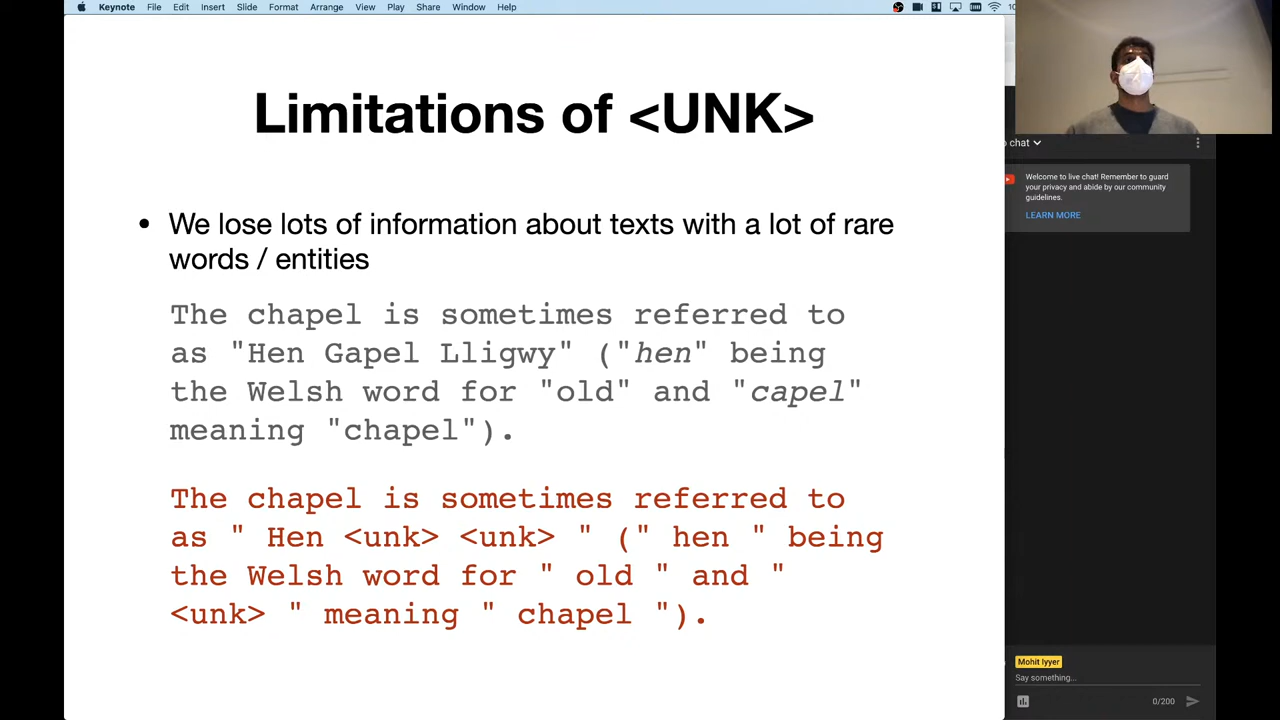 Keynote File Edit Insert Slide Format Arrange View Play Share Window Help
Limitations of <UNK>
• We lose lots of information about texts with a lot of rare
words / entities
The chapel is sometimes referred to
as "Hen Gapel Lligwy" ("hen" being
the Welsh word for "old" and "capel"
meaning "chapel").
The chapel is sometimes referred to
as " Hen <unk> <unk> " (" hen " being
the Welsh word for " old " and "
<unk> " meaning " chapel ").
chat
Welcome to live chat! Remember to guard
your privacy and abide by our community
guidelines.
LEARN MORE
Mohit Iyyer
Say something...
0/200